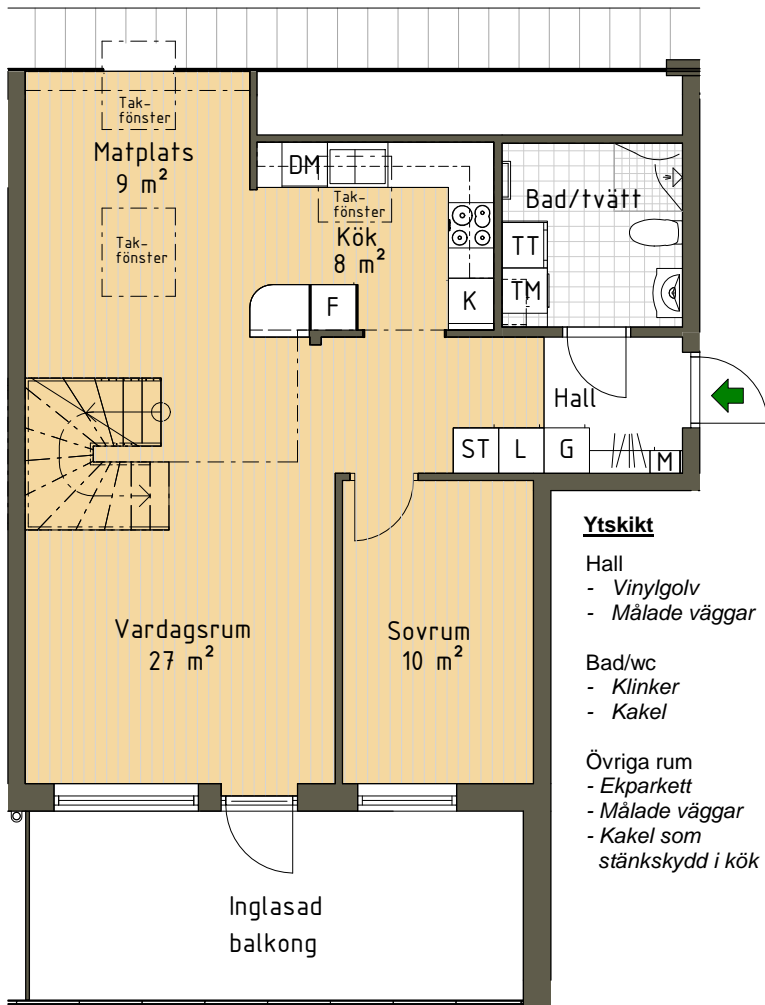 Tak-
fönster
Matplats
9 m²
Tak-
fönster
DM
Tak-
fönster
Kök
8 m²
F
K
Bad/tvätt
TT
TM
Hall
ST
L
G
M
Vardagsrum
27 m²
Sovrum
10 m²
Inglasad
balkong
Ytskikt
Hall
- Vinylgolv
- Målade väggar
Bad/wc
- Klinker
- Kakel
Övriga rum
- Ekparkett
- Målade väggar
- Kakel som
stänkskydd i kök